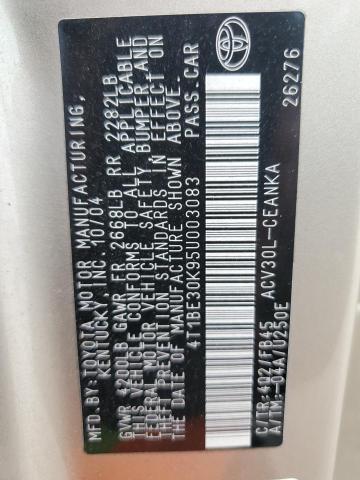 MFD.BY:TOYOTA MOTOR MANUFACTURING,
KENTUCKY, INC. 10/04
GVWR 4200LB GAWR FR 2668LB RR 2282LB
THIS VEHICLE CONFORMS TO ALL APPLICABLE
FEDERAL MOTOR VEHICLE SAFETY BUMPER, AND
THEFT PREVENTION STANDARDS IN EFFECT ON
THE DATE OF MANUFACTURE SHOWN ABOVE.
4T1BE30K95U003083 PASS.CAR
ACV30L-CEANKA
C/TR:4Q2/FB45
A/TM:-04A/U250E 26276